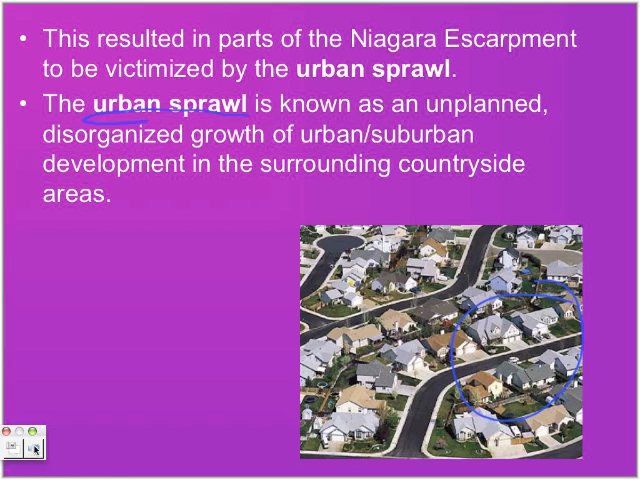 • This resulted in parts of the Niagara Escarpment
to be victimized by the urban sprawl.
• The urban sprawl is known as an unplanned,
disorganized growth of urban/suburban
development in the surrounding countryside
areas.